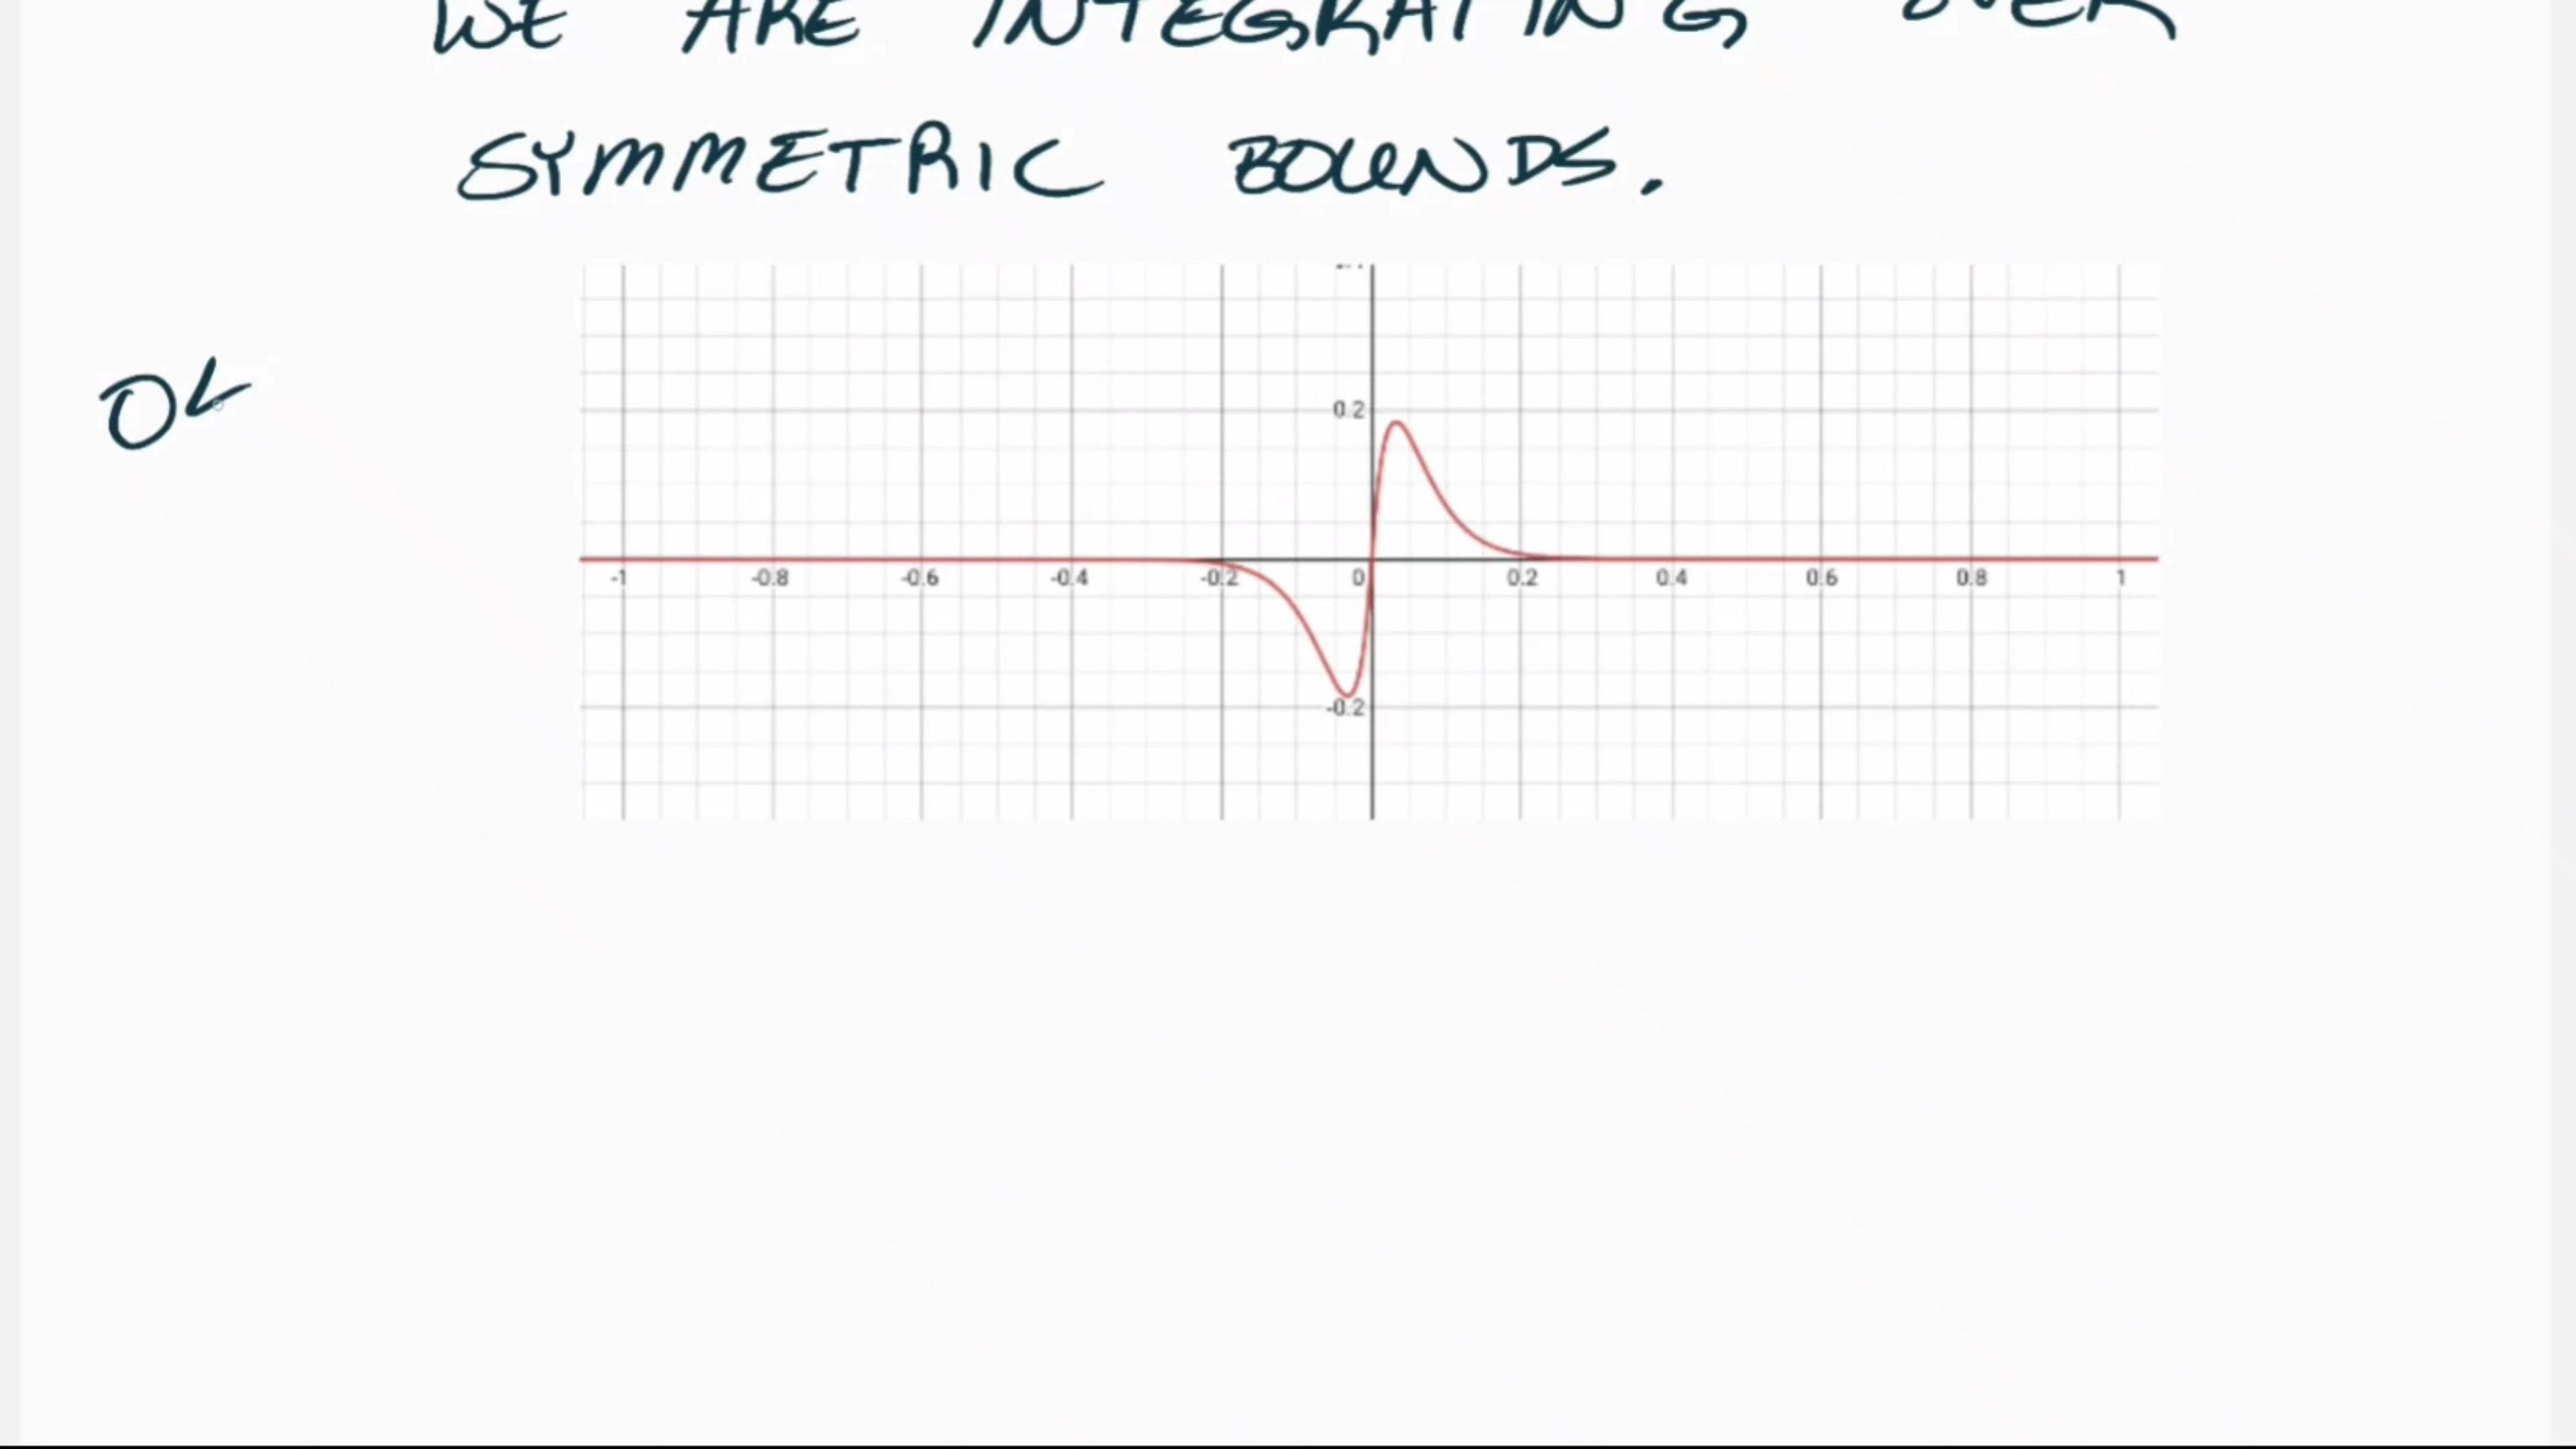 WE ARE INTEGRATING OVER
SYMMETRIC BOUNDS.
OK
0.2
-1 -0.8 -0.6 -0.4 -0.2 0 0.2 0.4 0.6 0.8 1
-0.2